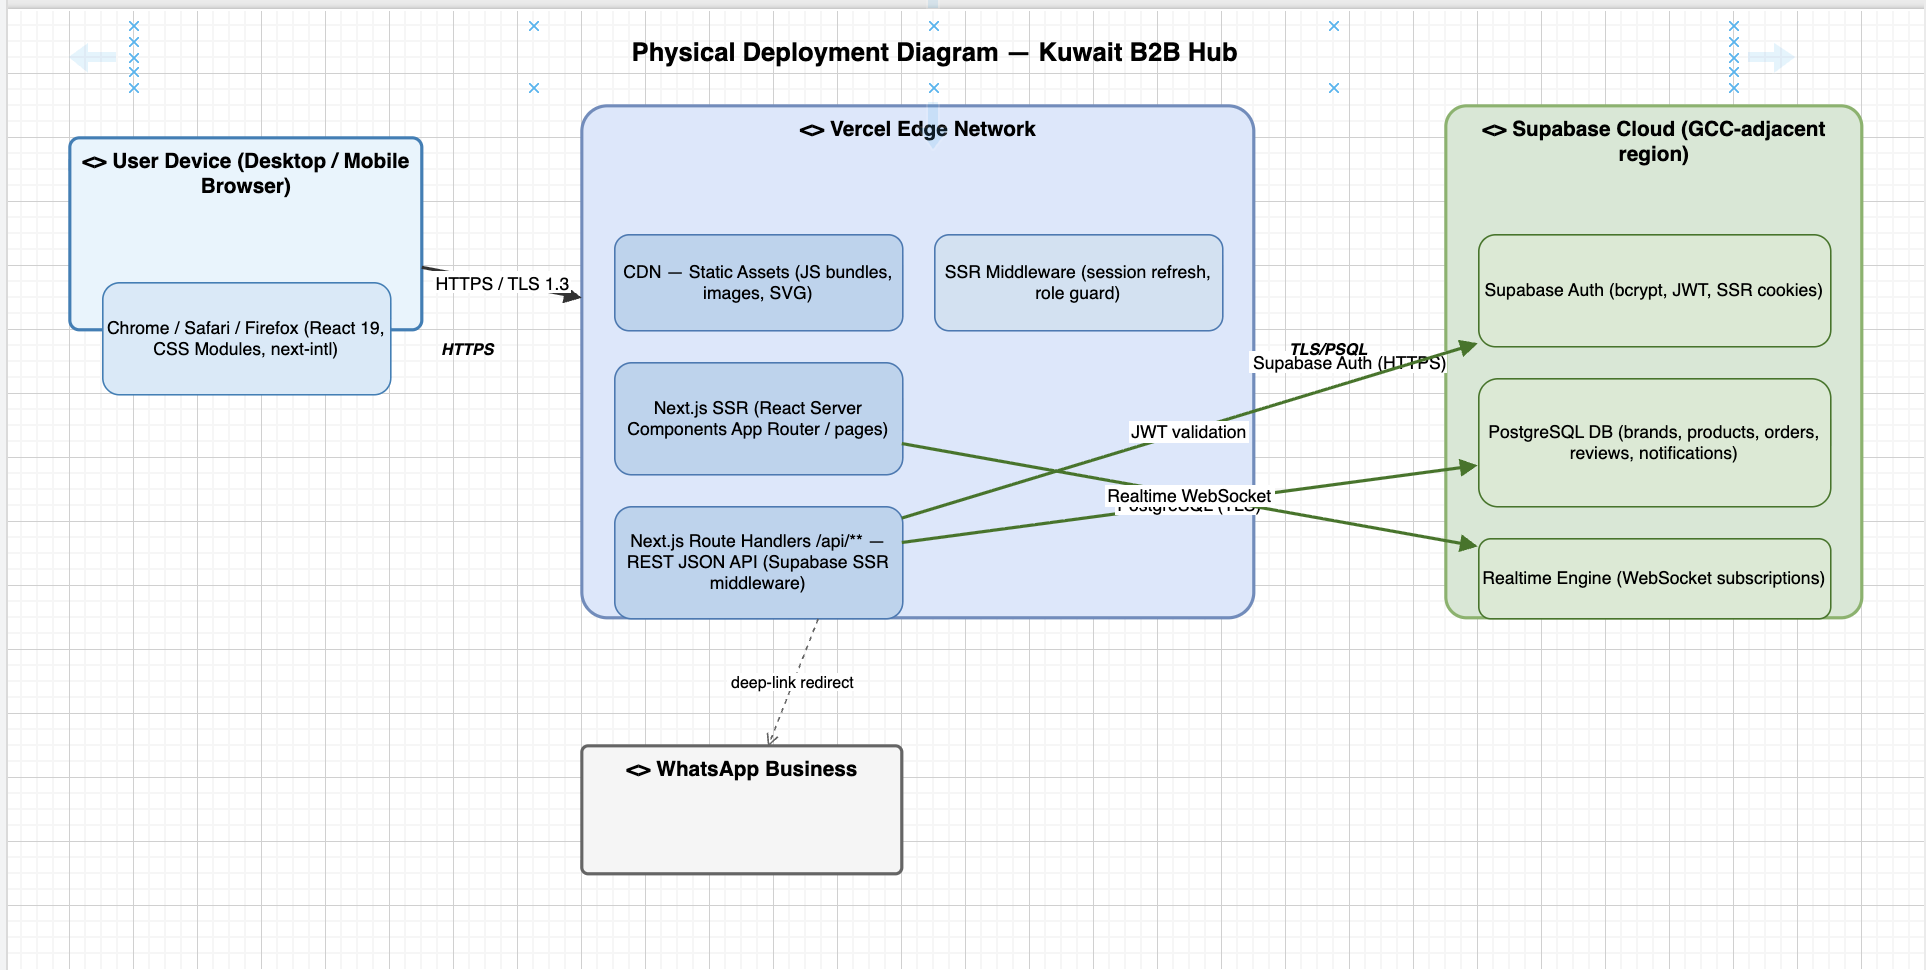 Physical Deployment Diagram — Kuwait B2B Hub
<> User Device (Desktop / Mobile
Browser)
Chrome / Safari / Firefox (React 19,
CSS Modules, next-intl)
HTTPS / TLS 1.3
HTTPS
<> Vercel Edge Network
CDN — Static Assets (JS bundles,
images, SVG)
SSR Middleware (session refresh,
role guard)
Next.js SSR (React Server
Components App Router / pages)
Next.js Route Handlers /api/** —
REST JSON API (Supabase SSR
middleware)
TLS/PSQL
Supabase Auth (HTTPS)
JWT validation
Realtime WebSocket
PostgreSQL (TLS)
<> Supabase Cloud (GCC-adjacent
region)
Supabase Auth (bcrypt, JWT, SSR cookies)
PostgreSQL DB (brands, products, orders,
reviews, notifications)
Realtime Engine (WebSocket subscriptions)
deep-link redirect
<> WhatsApp Business